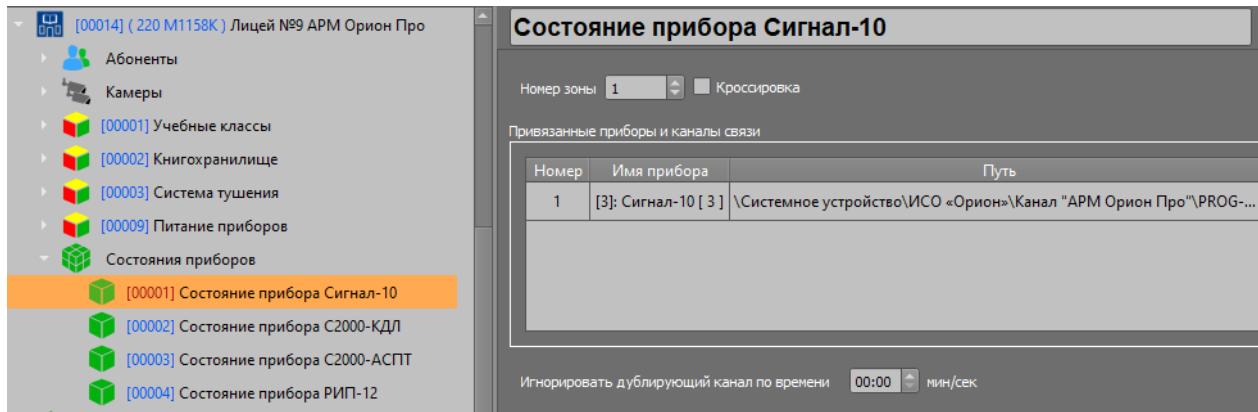 [00014] ( 220 M1158K ) Лицей №9 АРМ Орион Про
Абоненты
Камеры
[00001] Учебные классы
[00002] Книгохранилище
[00003] Система тушения
[00009] Питание приборов
Состояния приборов
[00001] Состояние прибора Сигнал-10
[00002] Состояние прибора С2000-КДЛ
[00003] Состояние прибора С2000-АСПТ
[00004] Состояние прибора РИП-12
Состояние прибора Сигнал-10
Номер зоны 1 Кроссировка
Привязанные приборы и каналы связи
Номер Имя прибора Путь
1 [3]: Сигнал-10 [ 3 ] \Системное устройство\ИСО «Орион»\Канал "АРМ Орион Про"\PROG-...
Игнорировать дублирующий канал по времени 00:00 мин/сек